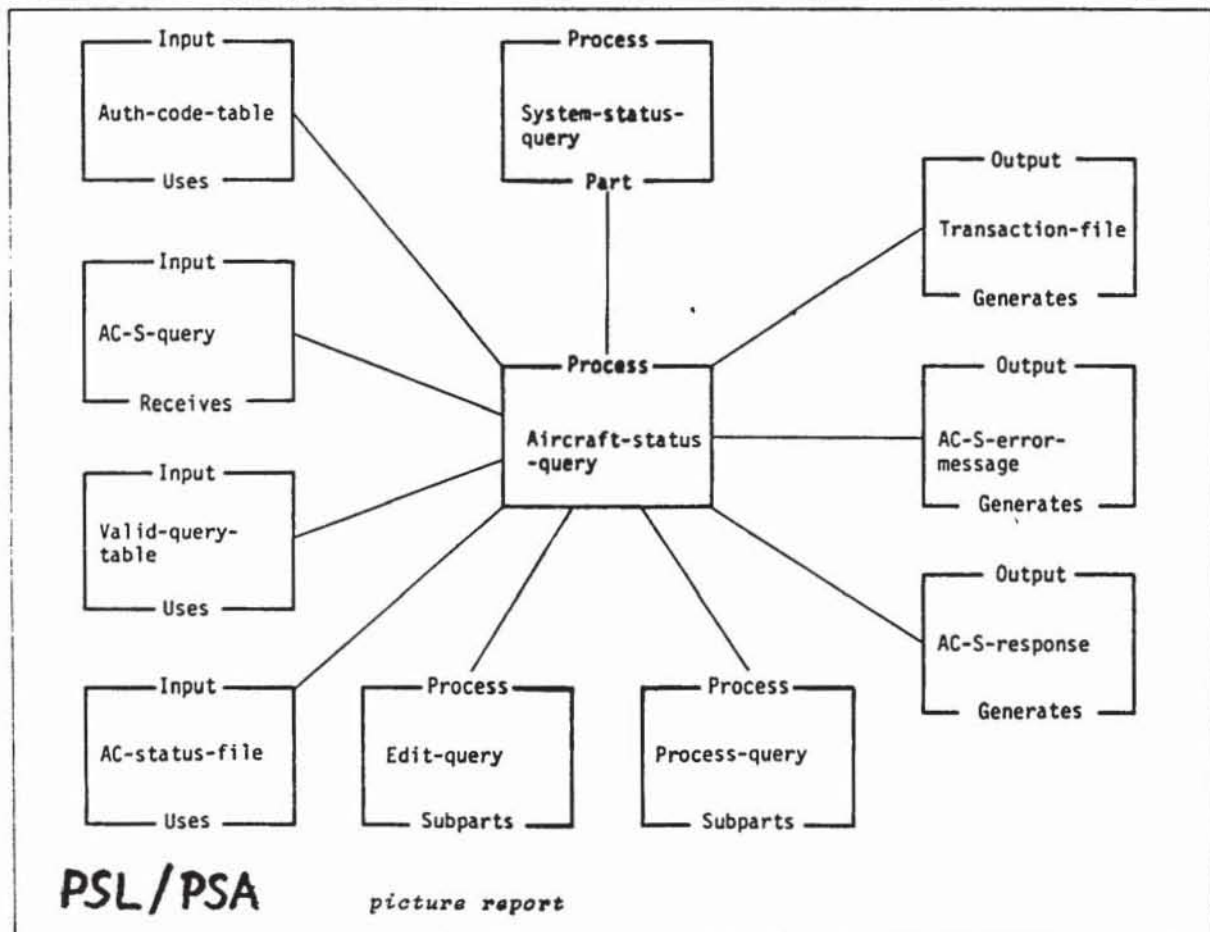 Input
Auth-code-table
Uses
Process
System-status-
query
Part
Output
Transaction-file
Generates
Input
AC-S-query
Receives
Process
Aircraft-status
-query
Output
AC-S-error-
message
Generates
Input
Valid-query-
table
Uses
Output
AC-S-response
Generates
Input
AC-status-file
Uses
Process
Edit-query
Subparts
Process
Process-query
Subparts
PSL/PSA
picture report